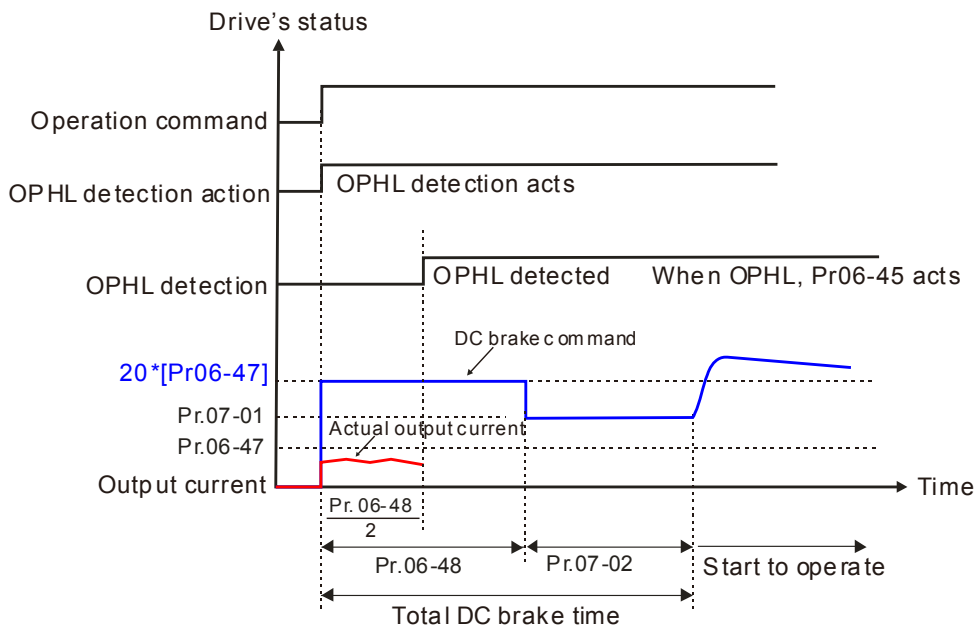 Drive's status
Operation command
OPHL detection action
OPHL detection acts
OPHL detection
OPHL detected
When OPHL, Pr06-45 acts
DC brake command
20*[Pr06-47]
Pr.07-01
Actual output current
Pr.06-47
Output current
Time
Pr.06-48
2
Pr.06-48
Pr.07-02
Start to operate
Total DC brake time